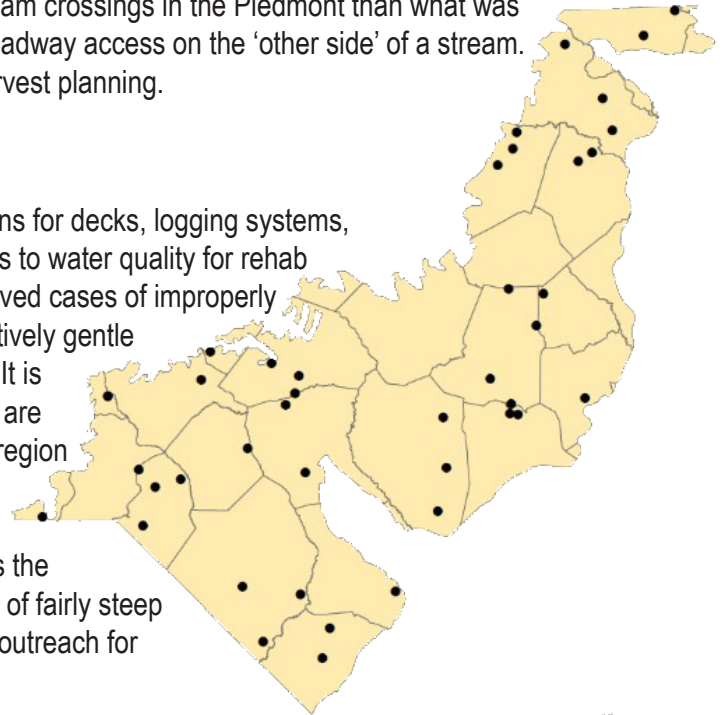 am crossings in the Piedmont than what was
adway access on the ‘other side’ of a stream.
rvest planning.
ns for decks, logging systems,
s to water quality for rehab
ved cases of improperly
tively gentle
It is
are
region
s the
of fairly steep
outreach for